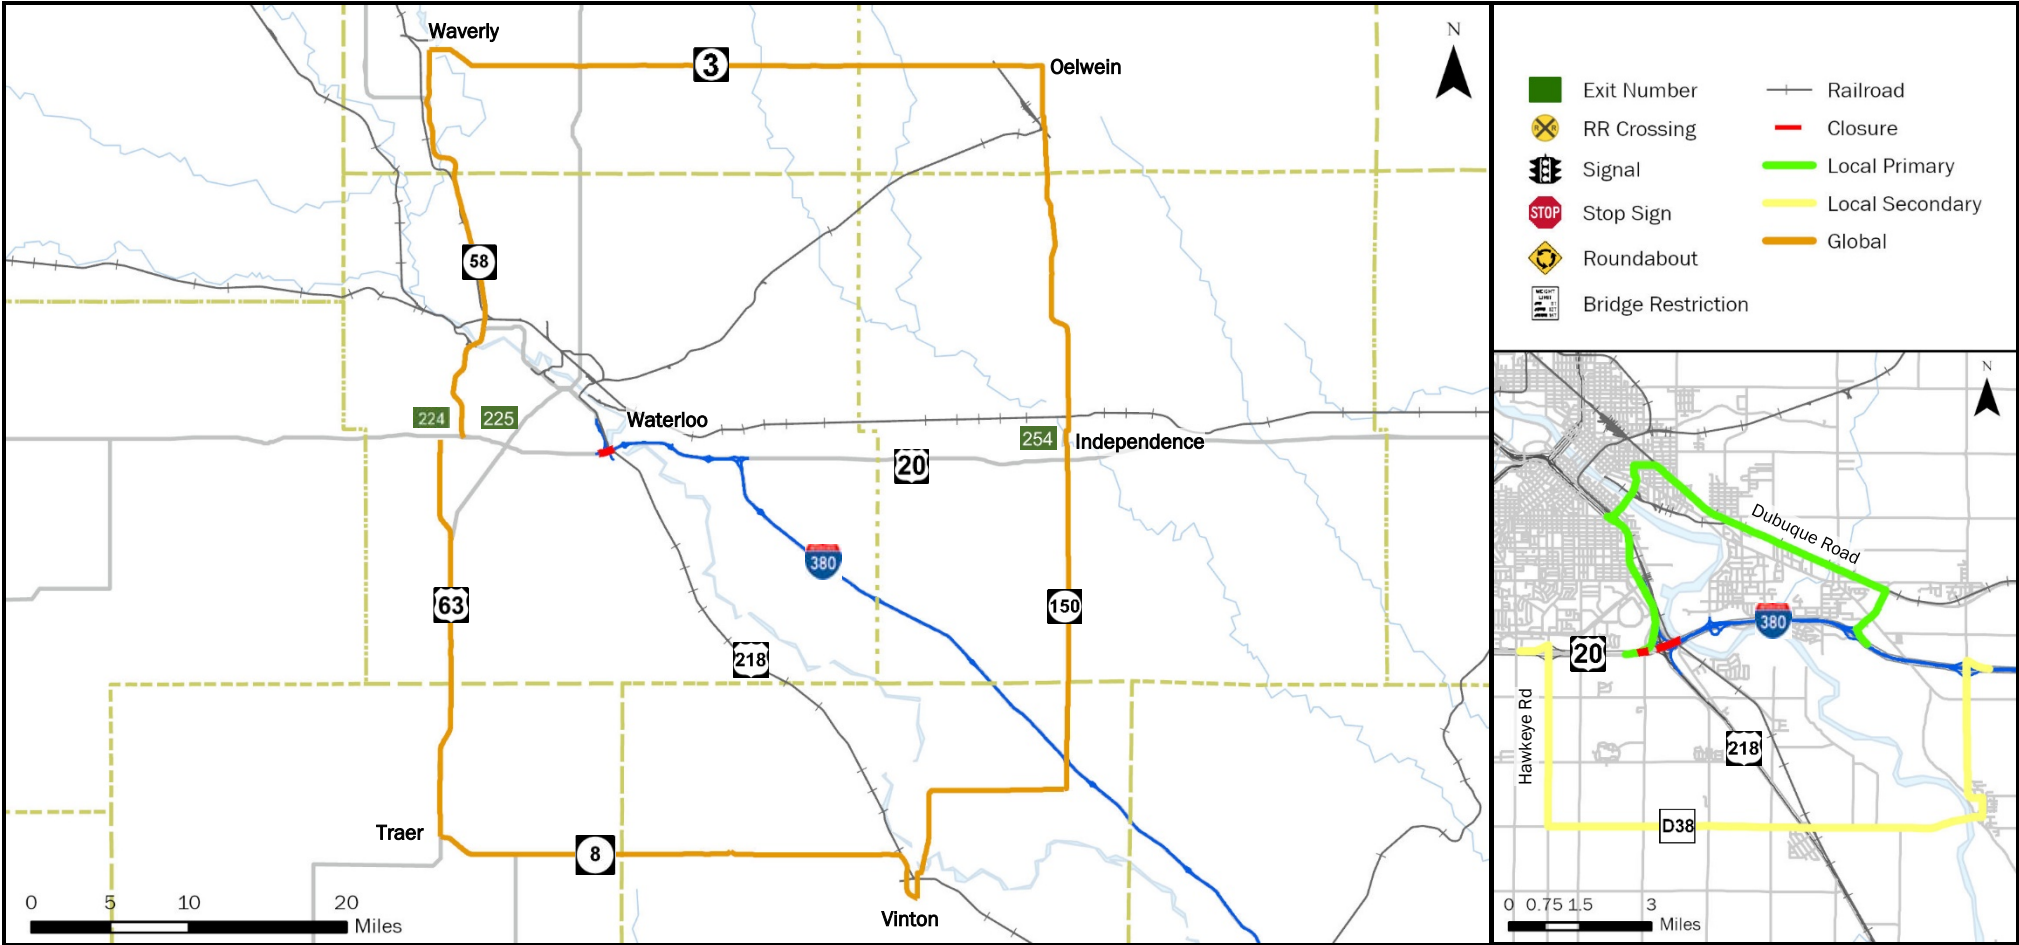 Waverly
3
Oelwein
N
58
224
225
Waterloo
254
Independence
20
380
63
150
218
Traer
8
Vinton
0 5 10 20
Miles
Exit Number
RR Crossing
Signal
STOP
Stop Sign
Roundabout
WEIGHT
LIMIT
Bridge Restriction
Railroad
Closure
Local Primary
Local Secondary
Global
N
Dubuque Road
380
20
Hawkeye Rd
218
D38
0 0.75 1.5 3
Miles